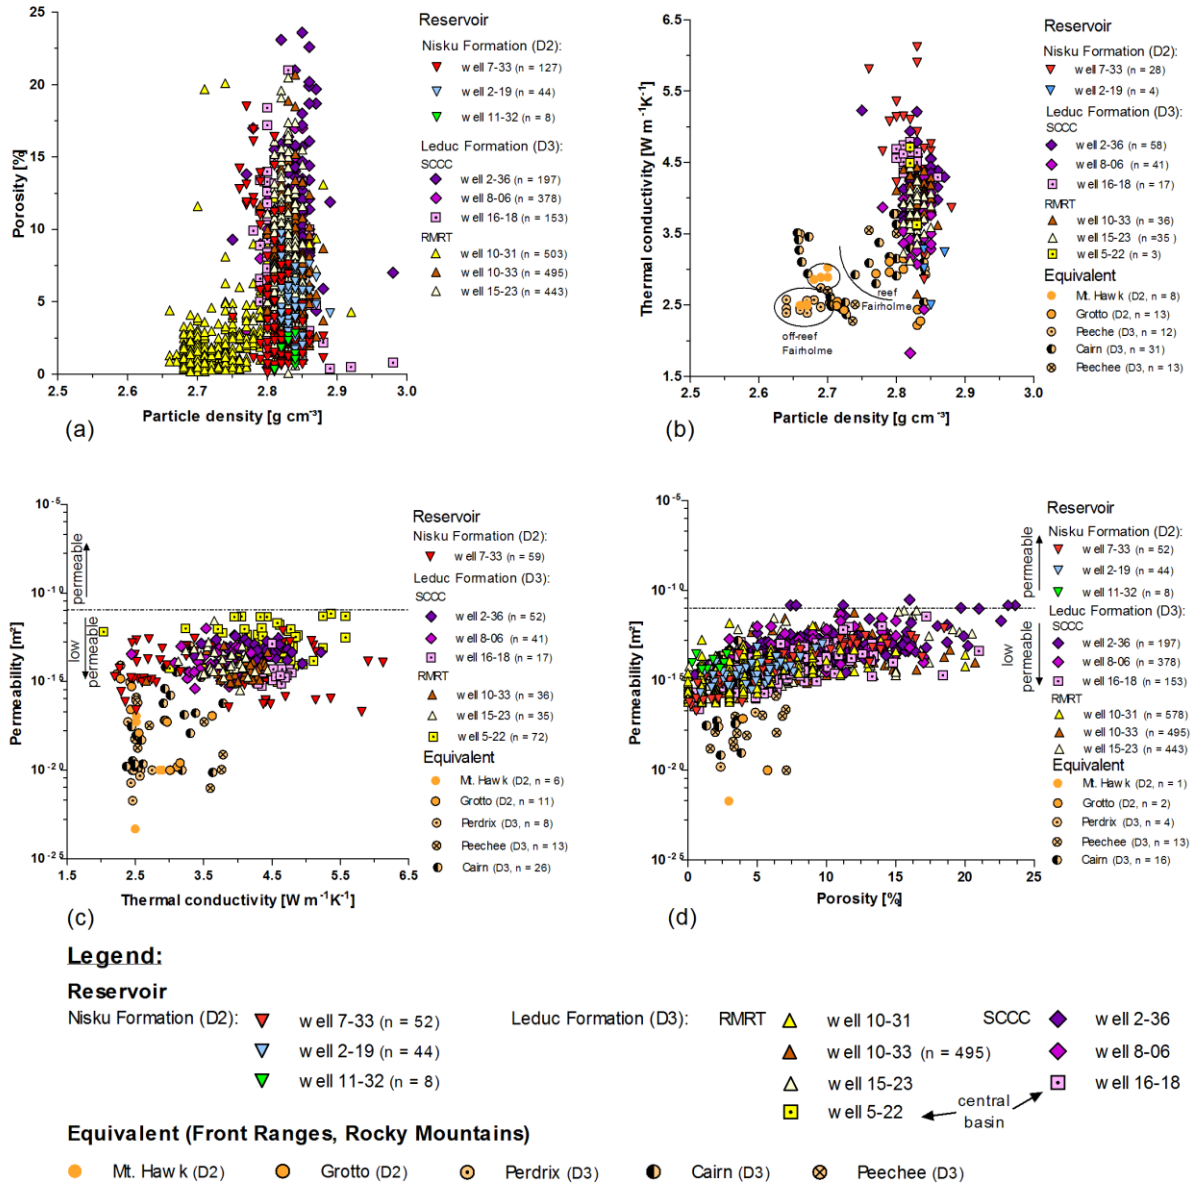 25
20
15
10
5
0
Porosity [%]
2.5
2.6
2.7
2.8
2.9
3.0
Particle density [g cm⁻³]
(a)
Reservoir
Nisku Formation (D2):
well 7-33 (n = 127)
well 2-19 (n = 44)
well 11-32 (n = 8)
Leduc Formation (D3):
SCCC
well 2-36 (n = 197)
well 8-06 (n = 378)
well 16-18 (n = 153)
RMRT
well 10-31 (n = 503)
well 10-33 (n = 495)
well 15-23 (n = 443)
6.5
5.5
4.5
3.5
2.5
1.5
Thermal conductivity [W m⁻¹K⁻¹]
reef
Fairholme
off-reef
Fairholme
2.5
2.6
2.7
2.8
2.9
3.0
Particle density [g cm⁻³]
(b)
Reservoir
Nisku Formation (D2):
well 7-33 (n = 28)
well 2-19 (n = 4)
Leduc Formation (D3):
SCCC
well 2-36 (n = 58)
well 8-06 (n = 41)
well 16-18 (n = 17)
RMRT
well 10-33 (n = 36)
well 15-23 (n =35 )
well 5-22 (n = 3)
Equivalent
Mt. Hawk (D2, n = 8)
Grotto (D2, n = 13)
Peeche (D3, n = 12)
Cairn (D3, n = 31)
Peechee (D3, n = 13)
10⁻⁵
10⁻¹⁰
10⁻¹⁵
10⁻²⁰
10⁻²⁵
Permeability [m²]
permeable
low
permeable
1.5
2.5
3.5
4.5
5.5
6.5
Thermal conductivity [W m⁻¹K⁻¹]
(c)
Reservoir
Nisku Formation (D2):
well 7-33 (n = 59)
Leduc Formation (D3):
SCCC
well 2-36 (n = 52)
well 8-06 (n = 41)
well 16-18 (n = 17)
RMRT
well 10-33 (n = 36)
well 15-23 (n = 35)
well 5-22 (n = 72)
Equivalent
Mt. Hawk (D2, n = 6)
Grotto (D2, n = 11)
Perdrix (D3, n = 8)
Peechee (D3, n = 13)
Cairn (D3, n = 26)
10⁻⁵
10⁻¹⁰
10⁻¹⁵
10⁻²⁰
10⁻²⁵
Permeability [m²]
permeable
low
permeable
0
5
10
15
20
25
Porosity [%]
(d)
Reservoir
Nisku Formation (D2):
well 7-33 (n = 52)
well 2-19 (n = 44)
well 11-32 (n = 8)
Leduc Formation (D3):
SCCC
well 2-36 (n = 197)
well 8-06 (n = 378)
well 16-18 (n = 153)
RMRT
well 10-31 (n = 578)
well 10-33 (n = 495)
well 15-23 (n = 443)
Equivalent
Mt. Hawk (D2, n = 1)
Grotto (D2, n = 2)
Perdrix (D3, n = 4)
Peechee (D3, n = 13)
Cairn (D3, n = 16)
Legend:
Reservoir
Nisku Formation (D2):
well 7-33 (n = 52)
well 2-19 (n = 44)
well 11-32 (n = 8)
Leduc Formation (D3):
RMRT
well 10-31
well 10-33 (n = 495)
well 15-23
well 5-22
SCCC
well 2-36
well 8-06
well 16-18
central
basin
Equivalent (Front Ranges, Rocky Mountains)
Mt. Hawk (D2)
Grotto (D2)
Perdrix (D3)
Cairn (D3)
Peechee (D3)